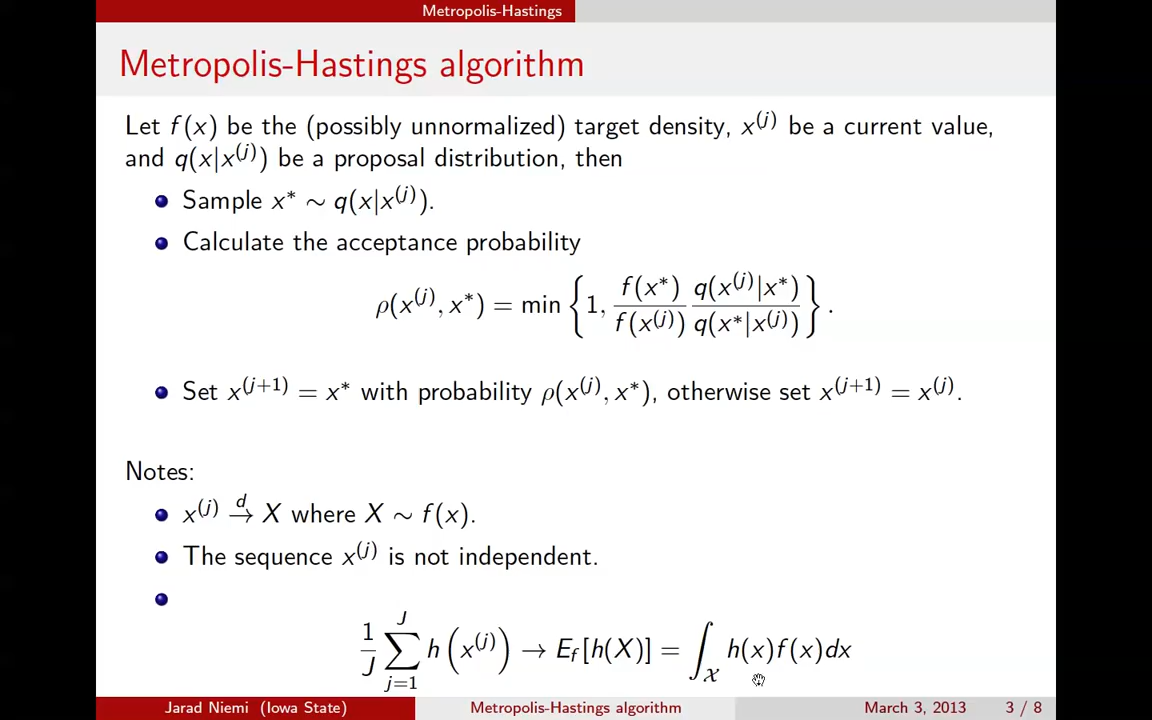 Metropolis-Hastings
Metropolis-Hastings algorithm
Let f(x) be the (possibly unnormalized) target density, x^(j) be a current value,
and q(x|x^(j)) be a proposal distribution, then
Sample x* ∼ q(x|x^(j)).
Calculate the acceptance probability
ρ(x^(j), x*) = min {1, f(x*)/f(x^(j)) q(x^(j)|x*)/q(x*|x^(j))}.
Set x^(j+1) = x* with probability ρ(x^(j), x*), otherwise set x^(j+1) = x^(j).
Notes:
x^(j) →^d X where X ∼ f(x).
The sequence x^(j) is not independent.
1/J ∑_{j=1}^{J} h(x^(j)) → E_f[h(X)] = ∫_𝒳 h(x)f(x)dx
Jarad Niemi (Iowa State) Metropolis-Hastings algorithm March 3, 2013 3 / 8